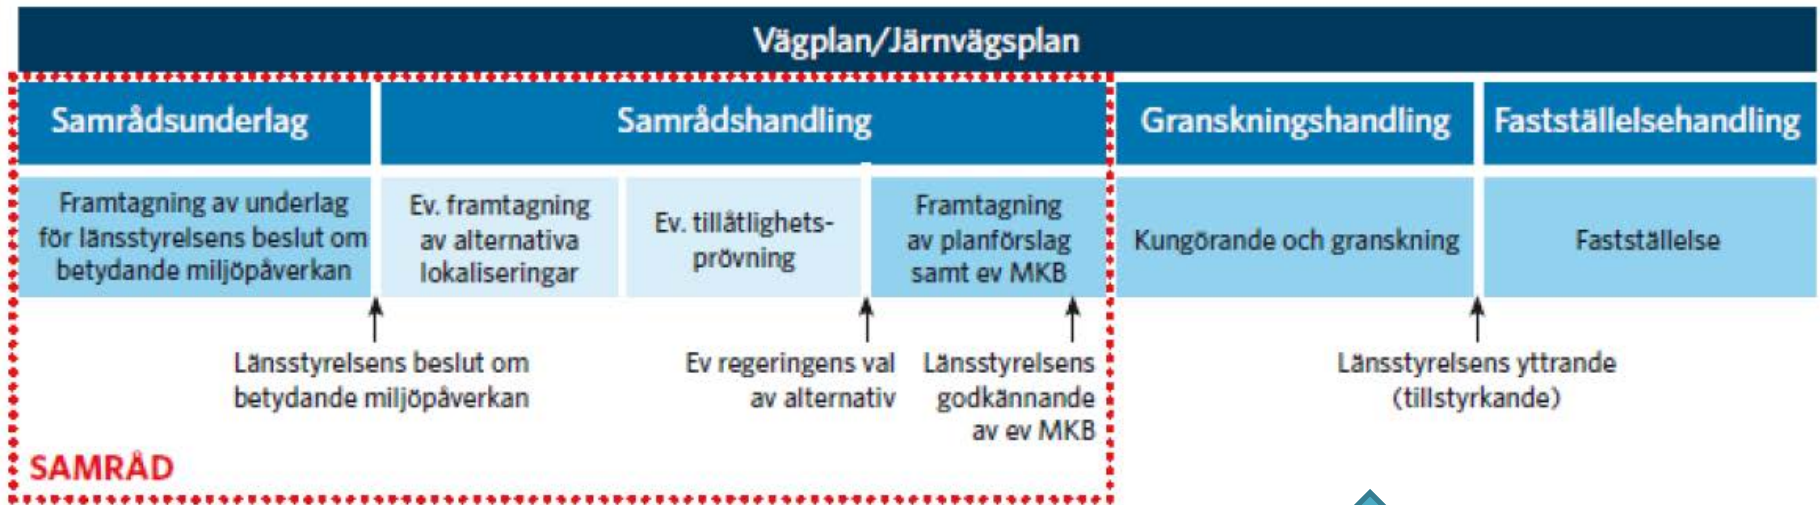 Vägplan/Järnvägsplan
Samrådsunderlag
Samrådshandling
Granskningshandling
Fastställelsehandling
Framtagning av underlag
för länsstyrelsens beslut om
betydande miljöpåverkan
Ev. framtagning
av alternativa
lokaliseringar
Ev. tillåtlighets-
prövning
Framtagning
av planförslag
samt ev MKB
Kungörande och granskning
Fastställelse
Länsstyrelsens beslut om
betydande miljöpåverkan
Ev regeringens val
av alternativ
Länsstyrelsens
godkännande
av ev MKB
Länsstyrelsens yttrande
(tillstyrkande)
SAMRÅD